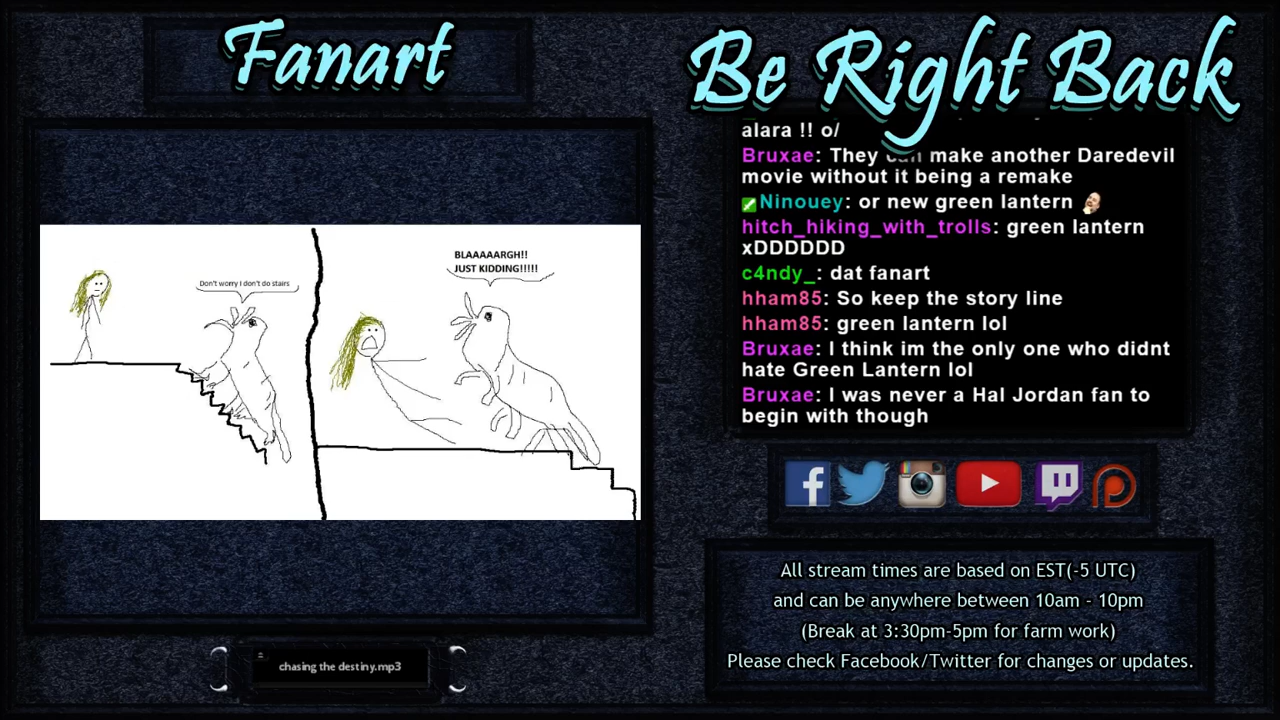 Fanart
Be Right Back
Don't worry I don't do stairs
BLAAAAARGH!!
JUST KIDDING!!!!!
alara !! o/
Bruxae: They can make another Daredevil
movie without it being a remake
Ninouey: or new green lantern
hitch_hiking_with_trolls: green lantern
xDDDDDD
c4ndy_: dat fanart
hham85: So keep the story line
hham85: green lantern lol
Bruxae: I think im the only one who didnt
hate Green Lantern lol
Bruxae: I was never a Hal Jordan fan to
begin with though
All stream times are based on EST(-5 UTC)
and can be anywhere between 10am - 10pm
(Break at 3:30pm-5pm for farm work)
Please check Facebook/Twitter for changes or updates.
chasing the destiny.mp3